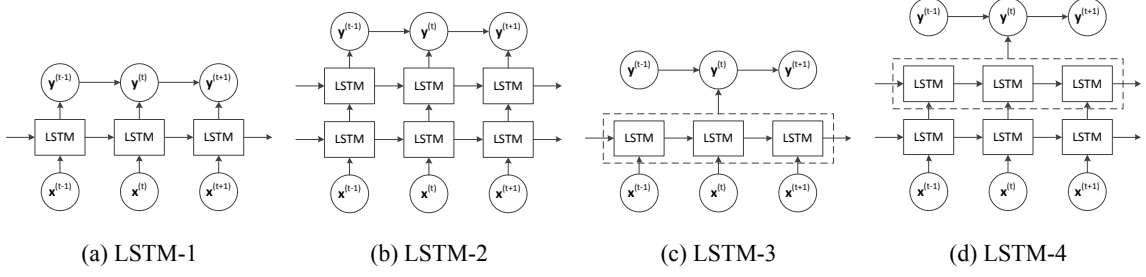 y(t-1) y(t) y(t+1)
LSTM LSTM LSTM
x(t-1) x(t) x(t+1)
(a) LSTM-1
y(t-1) y(t) y(t+1)
LSTM LSTM LSTM
LSTM LSTM LSTM
x(t-1) x(t) x(t+1)
(b) LSTM-2
y(t-1) y(t) y(t+1)
LSTM LSTM LSTM
x(t-1) x(t) x(t+1)
(c) LSTM-3
y(t-1) y(t) y(t+1)
LSTM LSTM LSTM
LSTM LSTM LSTM
x(t-1) x(t) x(t+1)
(d) LSTM-4